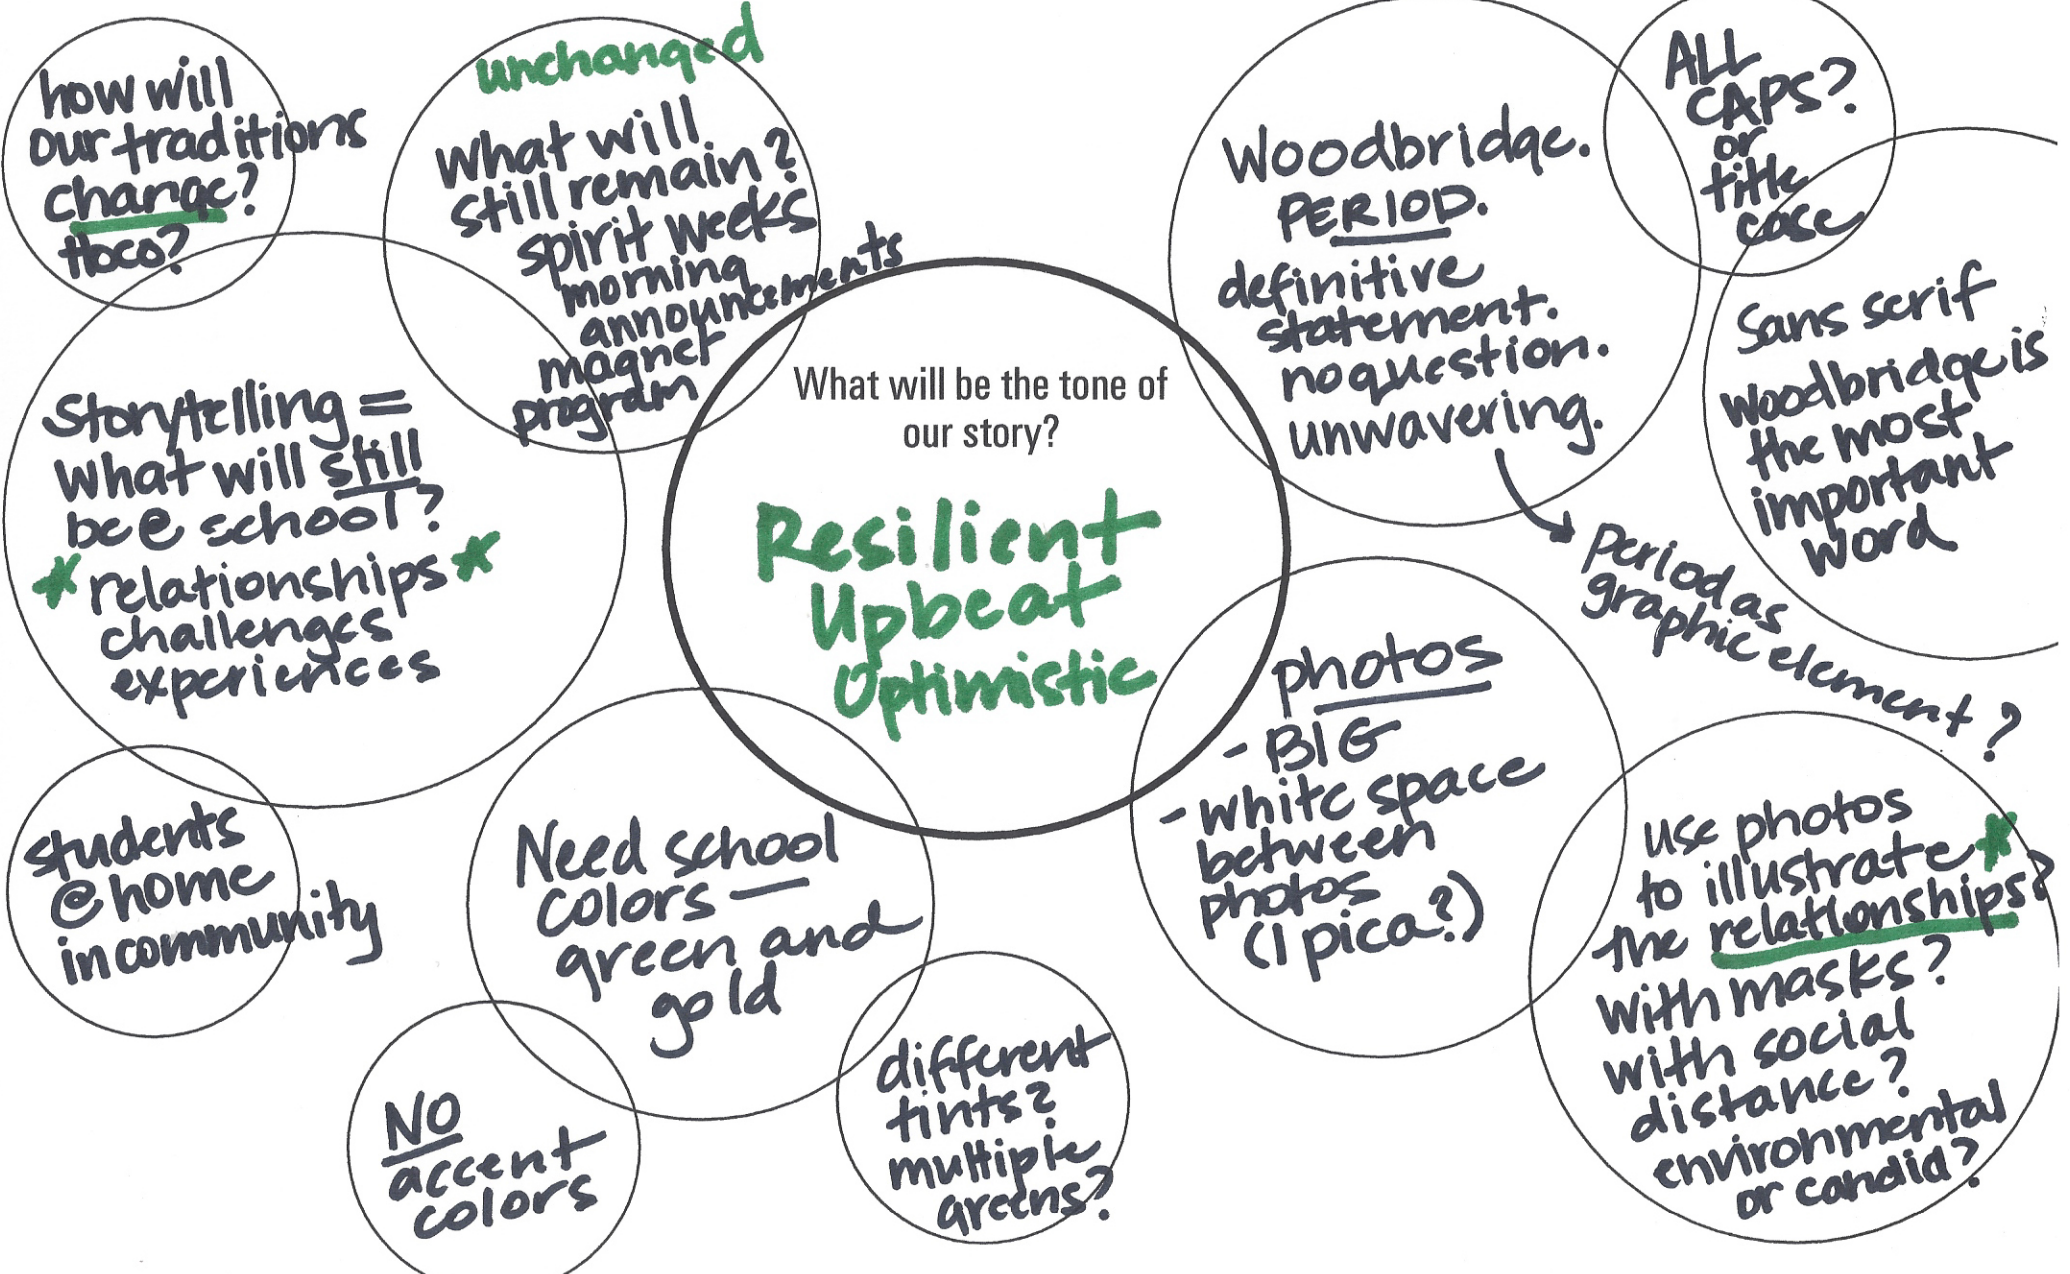 how will
our traditions
change?
Hoco?
unchanged
What will
still remain?
spirit weeks
morning
announcements
magnet
program
Woodbridge.
PERIOD.
definitive
statement.
no question.
unwavering.
period as
graphic element?
ALL
CAPS?
or
title
case
Sans serif
Woodbridge is
the most
important
word
Storytelling =
What will still
be @ school?
*relationships*
challenges
experiences
What will be the tone of
our story?
Resilient
Upbeat
Optimistic
students
@ home
in community
Need school
colors —
green and
gold
NO
accent
colors
different
tints?
multiple
greens?
photos
- BIG
- white space
between
photos
(1 pica?)
use photos
to illustrate *
the relationships?
with masks?
with social
distance?
environmental
or candid?